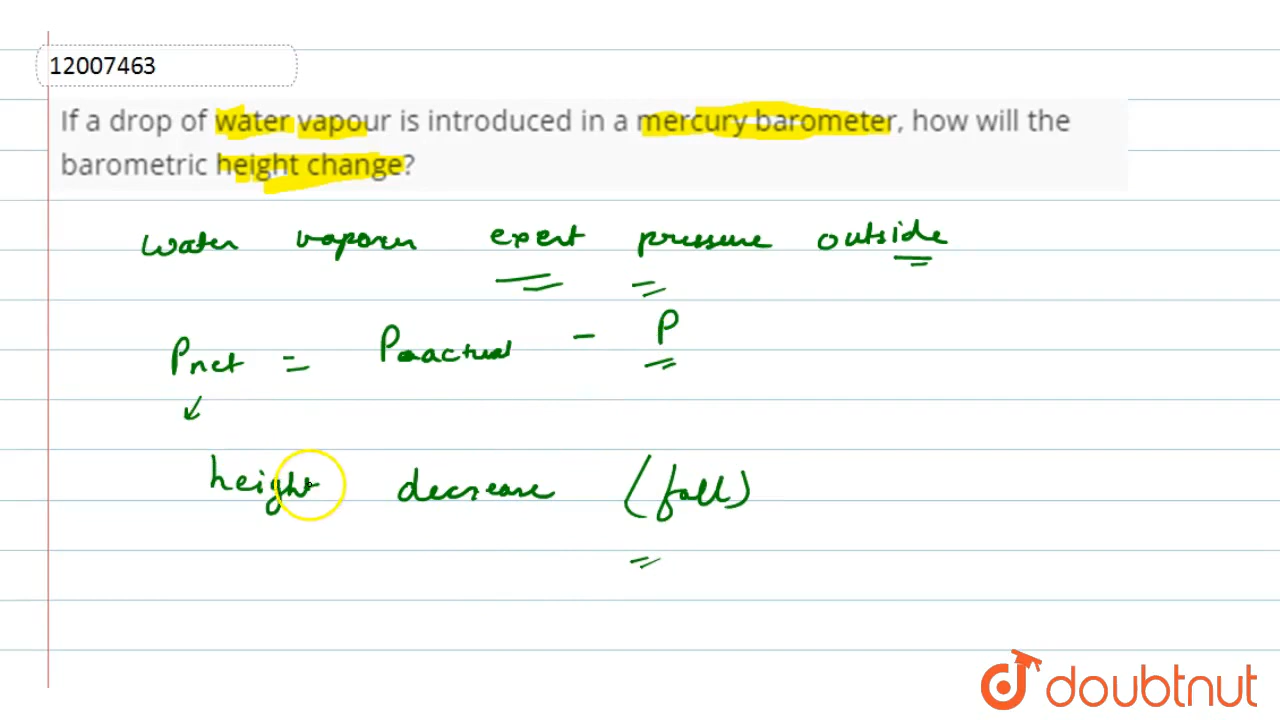 12007463
If a drop of water vapour is introduced in a mercury barometer, how will the
barometric height change?
water vapour exert pressure outside
Pnet = Pactual - P
height decrease (fall)
doubtnut